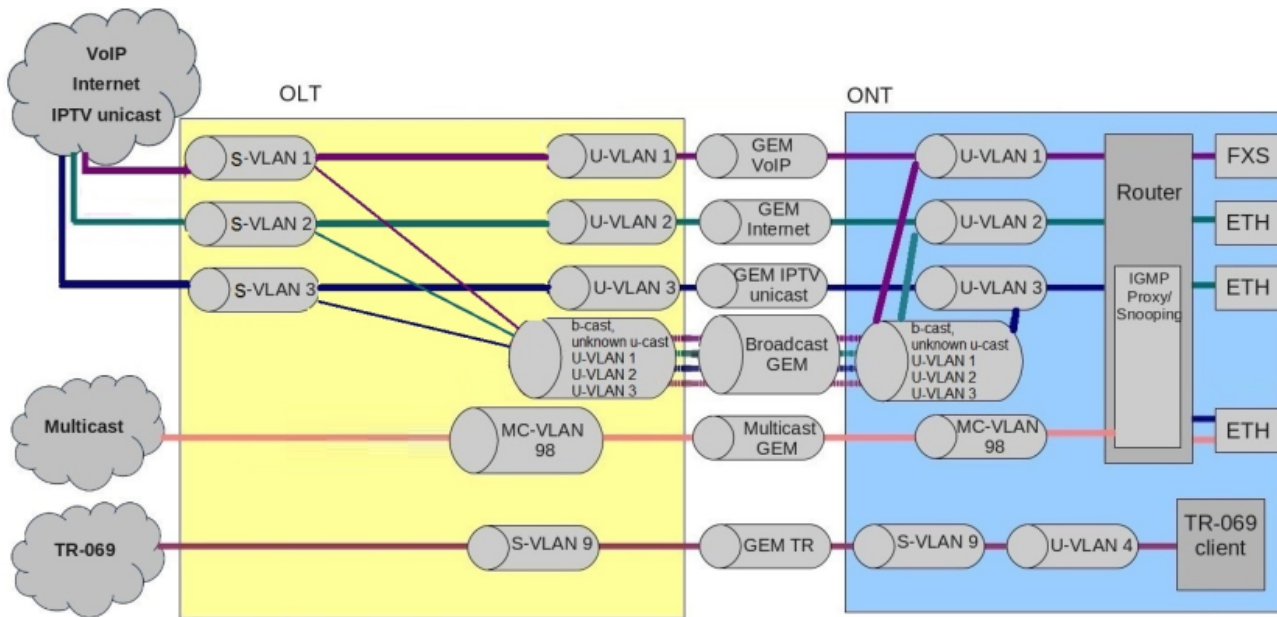 VoIP
Internet
IPTV unicast
OLT
ONT
S-VLAN 1
U-VLAN 1
GEM
VoIP
U-VLAN 1
FXS
Router
S-VLAN 2
U-VLAN 2
GEM
Internet
U-VLAN 2
ETH
S-VLAN 3
U-VLAN 3
GEM IPTV
unicast
U-VLAN 3
IGMP
Proxy/
Snooping
ETH
b-cast,
unknown u-cast
U-VLAN 1
U-VLAN 2
U-VLAN 3
Broadcast
GEM
b-cast,
unknown u-cast
U-VLAN 1
U-VLAN 2
U-VLAN 3
Multicast
MC-VLAN
98
Multicast
GEM
MC-VLAN
98
ETH
TR-069
S-VLAN 9
GEM TR
S-VLAN 9
U-VLAN 4
TR-069
client